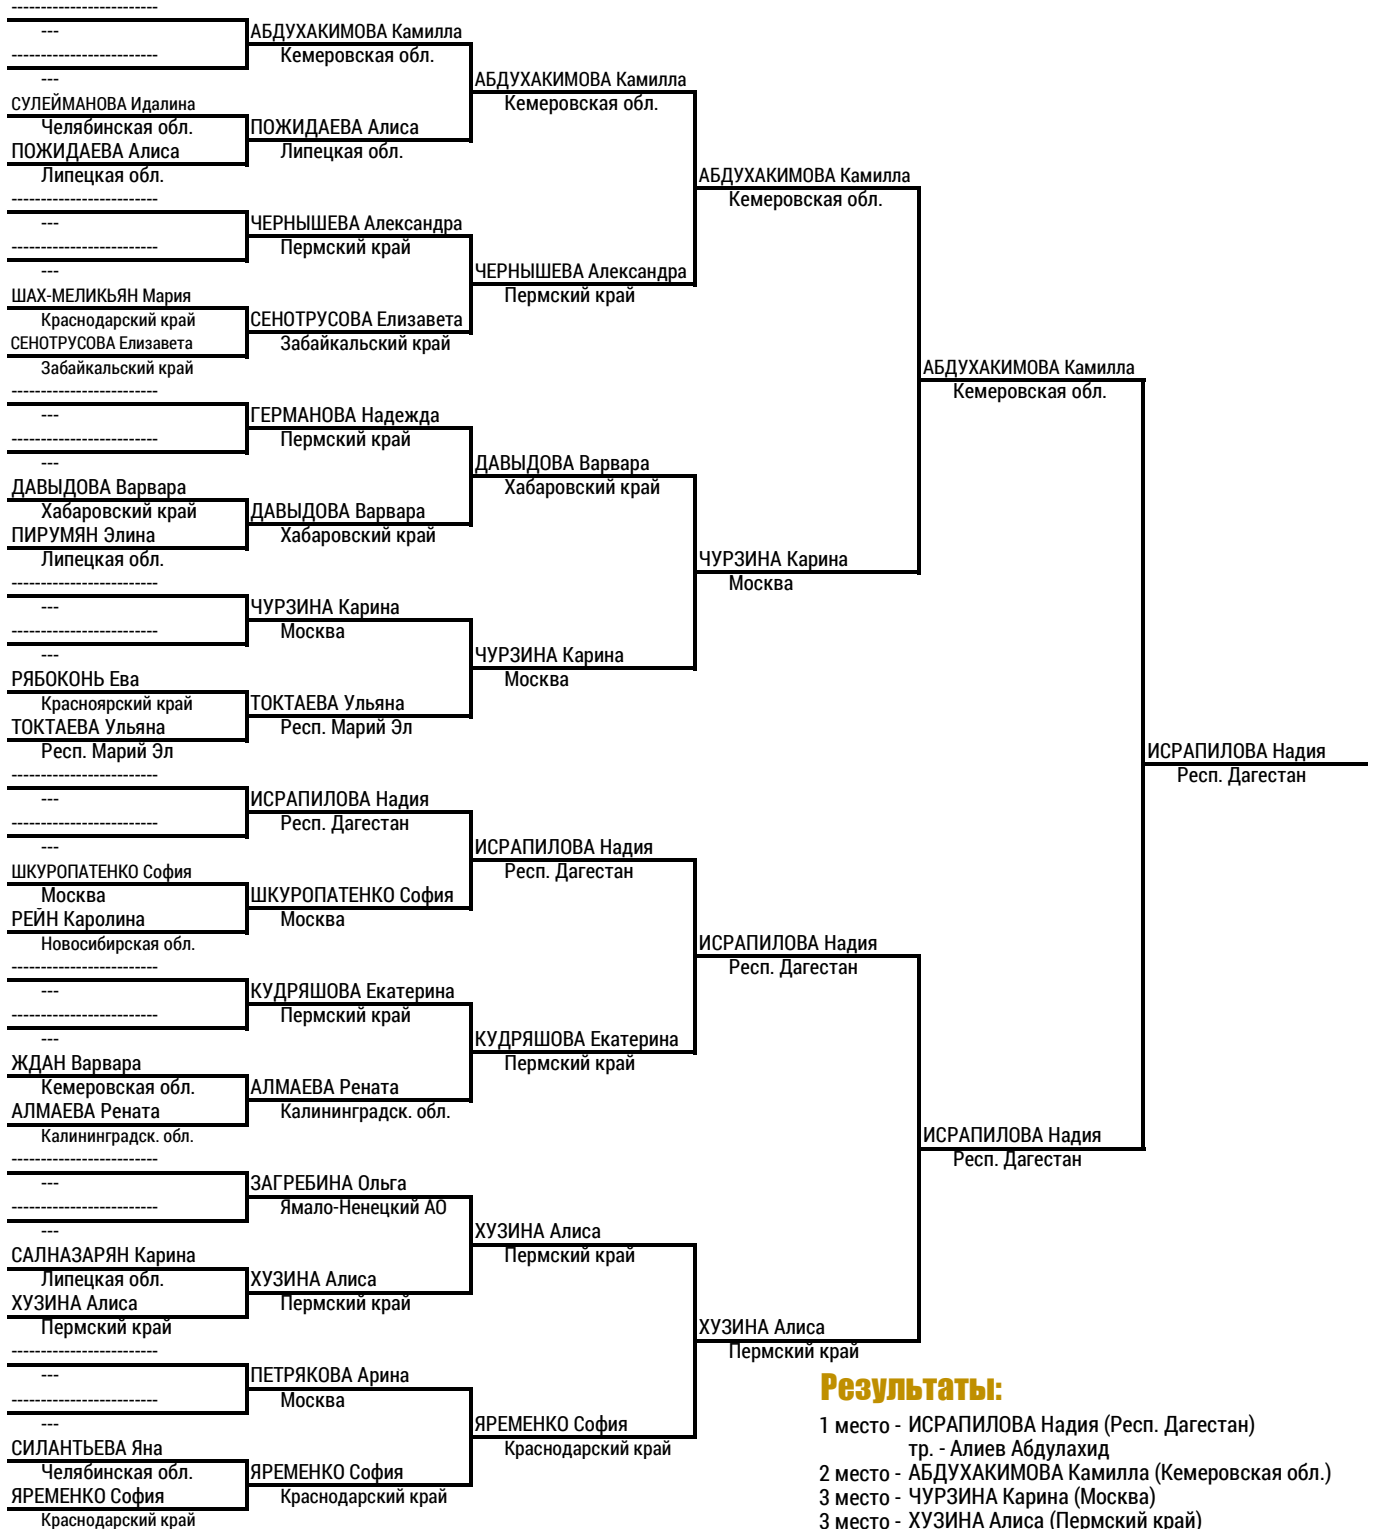 -------------------------
---
-------------------------
---
СУЛЕЙМАНОВА Идалина
Челябинская обл.
ПОЖИДАЕВА Алиса
Липецкая обл.
-------------------------
---
-------------------------
---
ШАХ-МЕЛИКЬЯН Мария
Краснодарский край
СЕНОТРУСОВА Елизавета
Забайкальский край
-------------------------
---
-------------------------
---
ДАВЫДОВА Варвара
Хабаровский край
ПИРУМЯН Элина
Липецкая обл.
-------------------------
---
-------------------------
---
РЯБОКОНЬ Ева
Красноярский край
ТОКТАЕВА Ульяна
Респ. Марий Эл
-------------------------
---
-------------------------
---
ШКУРОПАТЕНКО София
Москва
РЕЙН Каролина
Новосибирская обл.
-------------------------
---
-------------------------
---
ЖДАН Варвара
Кемеровская обл.
АЛМАЕВА Рената
Калининградск. обл.
-------------------------
---
-------------------------
---
САЛНАЗАРЯН Карина
Липецкая обл.
ХУЗИНА Алиса
Пермский край
-------------------------
---
-------------------------
---
СИЛАНТЬЕВА Яна
Челябинская обл.
ЯРЕМЕНКО София
Краснодарский край
АБДУХАКИМОВА Камилла
Кемеровская обл.
ПОЖИДАЕВА Алиса
Липецкая обл.
ЧЕРНЫШЕВА Александра
Пермский край
СЕНОТРУСОВА Елизавета
Забайкальский край
ГЕРМАНОВА Надежда
Пермский край
ДАВЫДОВА Варвара
Хабаровский край
ЧУРЗИНА Карина
Москва
ТОКТАЕВА Ульяна
Респ. Марий Эл
ИСРАПИЛОВА Надия
Респ. Дагестан
ШКУРОПАТЕНКО София
Москва
КУДРЯШОВА Екатерина
Пермский край
АЛМАЕВА Рената
Калининградск. обл.
ЗАГРЕБИНА Ольга
Ямало-Ненецкий АО
ХУЗИНА Алиса
Пермский край
ПЕТРЯКОВА Арина
Москва
ЯРЕМЕНКО София
Краснодарский край
АБДУХАКИМОВА Камилла
Кемеровская обл.
ЧЕРНЫШЕВА Александра
Пермский край
ДАВЫДОВА Варвара
Хабаровский край
ЧУРЗИНА Карина
Москва
ИСРАПИЛОВА Надия
Респ. Дагестан
КУДРЯШОВА Екатерина
Пермский край
ХУЗИНА Алиса
Пермский край
ЯРЕМЕНКО София
Краснодарский край
АБДУХАКИМОВА Камилла
Кемеровская обл.
ЧУРЗИНА Карина
Москва
ИСРАПИЛОВА Надия
Респ. Дагестан
ХУЗИНА Алиса
Пермский край
АБДУХАКИМОВА Камилла
Кемеровская обл.
ИСРАПИЛОВА Надия
Респ. Дагестан
ИСРАПИЛОВА Надия
Респ. Дагестан
Результаты:
1 место - ИСРАПИЛОВА Надия (Респ. Дагестан)
тр. - Алиев Абдулахид
2 место - АБДУХАКИМОВА Камилла (Кемеровская обл.)
3 место - ЧУРЗИНА Карина (Москва)
3 место - ХУЗИНА Алиса (Пермский край)